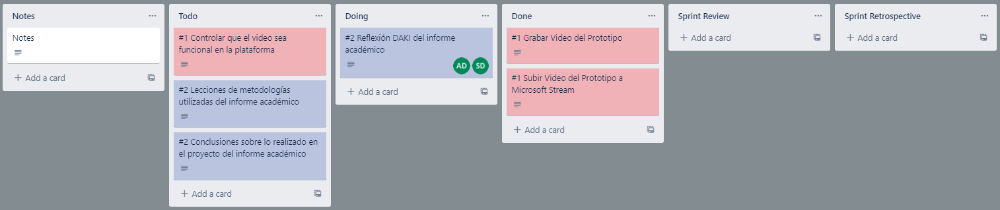 Notes
Notes
Add a card
Todo
#1 Controlar que el video sea
funcional en la plataforma
#2 Lecciones de metodologías
utilizadas del informe académico
#2 Conclusiones sobre lo realizado en
el proyecto del informe académico
Add a card
Doing
#2 Reflexión DAKI del informe
académico
AD SD
Add a card
Done
#1 Grabar Video del Prototipo
#1 Subir Video del Prototipo a
Microsoft Stream
Add a card
Sprint Review
Add a card
Sprint Retrospective
Add a card